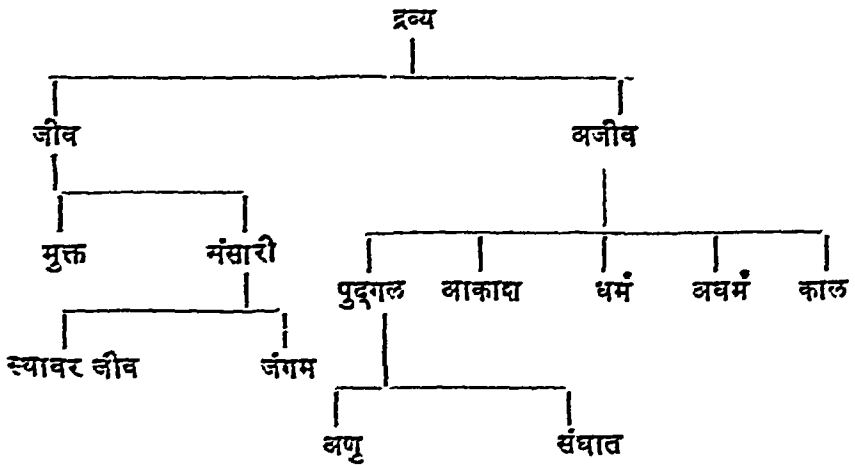 द्रव्य
जीव अजीव
मुक्त संसारी
पुद्गल आकाश धर्म अधर्म काल
स्थावर जीव जंगम
अणु संघात